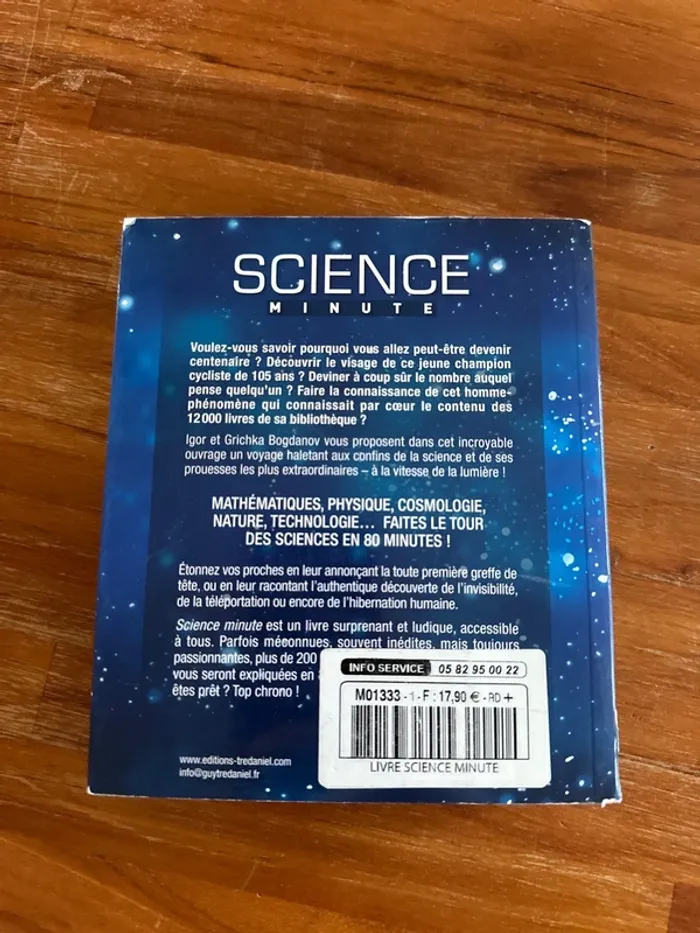 SCIENCE
MINUTE
Voulez-vous savoir pourquoi vous allez peut-être devenir
centenaire ? Découvrir le visage de ce jeune champion
cycliste de 105 ans ? Deviner à coup sûr le nombre auquel
pense quelqu'un ? Faire la connaissance de cet homme-
phénomène qui connaissait par cœur le contenu des
12 000 livres de sa bibliothèque ?
Igor et Grichka Bogdanov vous proposent dans cet incroyable
ouvrage un voyage haletant aux confins de la science et de ses
prouesses les plus extraordinaires – à la vitesse de la lumière !
MATHÉMATIQUES, PHYSIQUE, COSMOLOGIE,
NATURE, TECHNOLOGIE... FAITES LE TOUR
DES SCIENCES EN 80 MINUTES !
Étonnez vos proches en leur annonçant la toute première greffe de
tête, ou en leur racontant l'authentique découverte de l'invisibilité,
de la téléportation ou encore de l'hibernation humaine.
Science minute est un livre surprenant et ludique, accessible
à tous. Parfois méconnues, souvent inédites, mais toujours
passionnantes, plus de 200
vous seront expliquées en
êtes prêt ? Top chrono !
INFO SERVICE 05 82 95 00 22
M01333 - 1 - F : 17,90 € - RD +
LIVRE SCIENCE MINUTE
www.editions-tredaniel.com
info@guytredaniel.fr